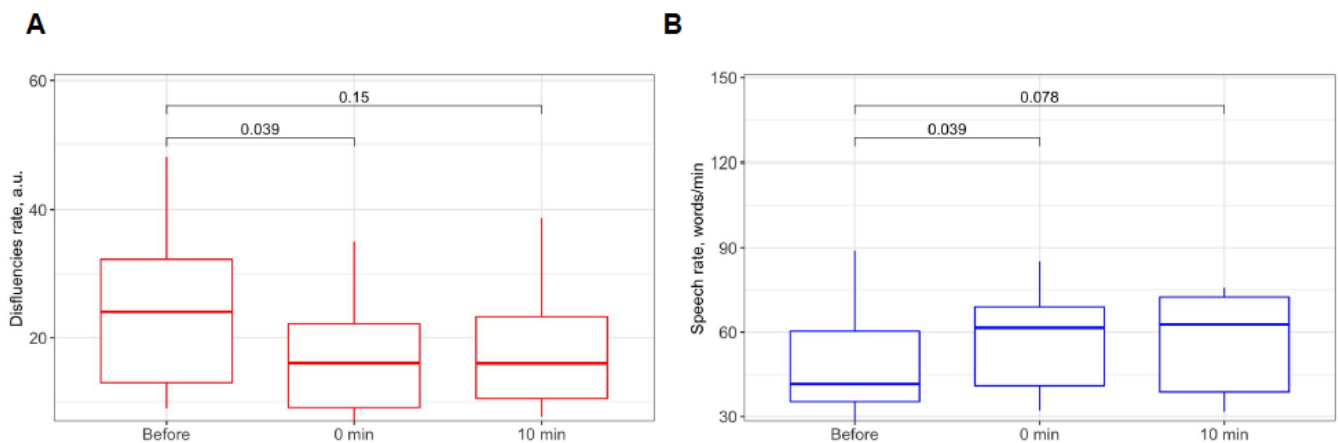 A
60
40
20
Disfluencies rate, a.u.
0.15
0.039
Before
0 min
10 min
B
150
120
90
60
30
Speech rate, words/min
0.078
0.039
Before
0 min
10 min